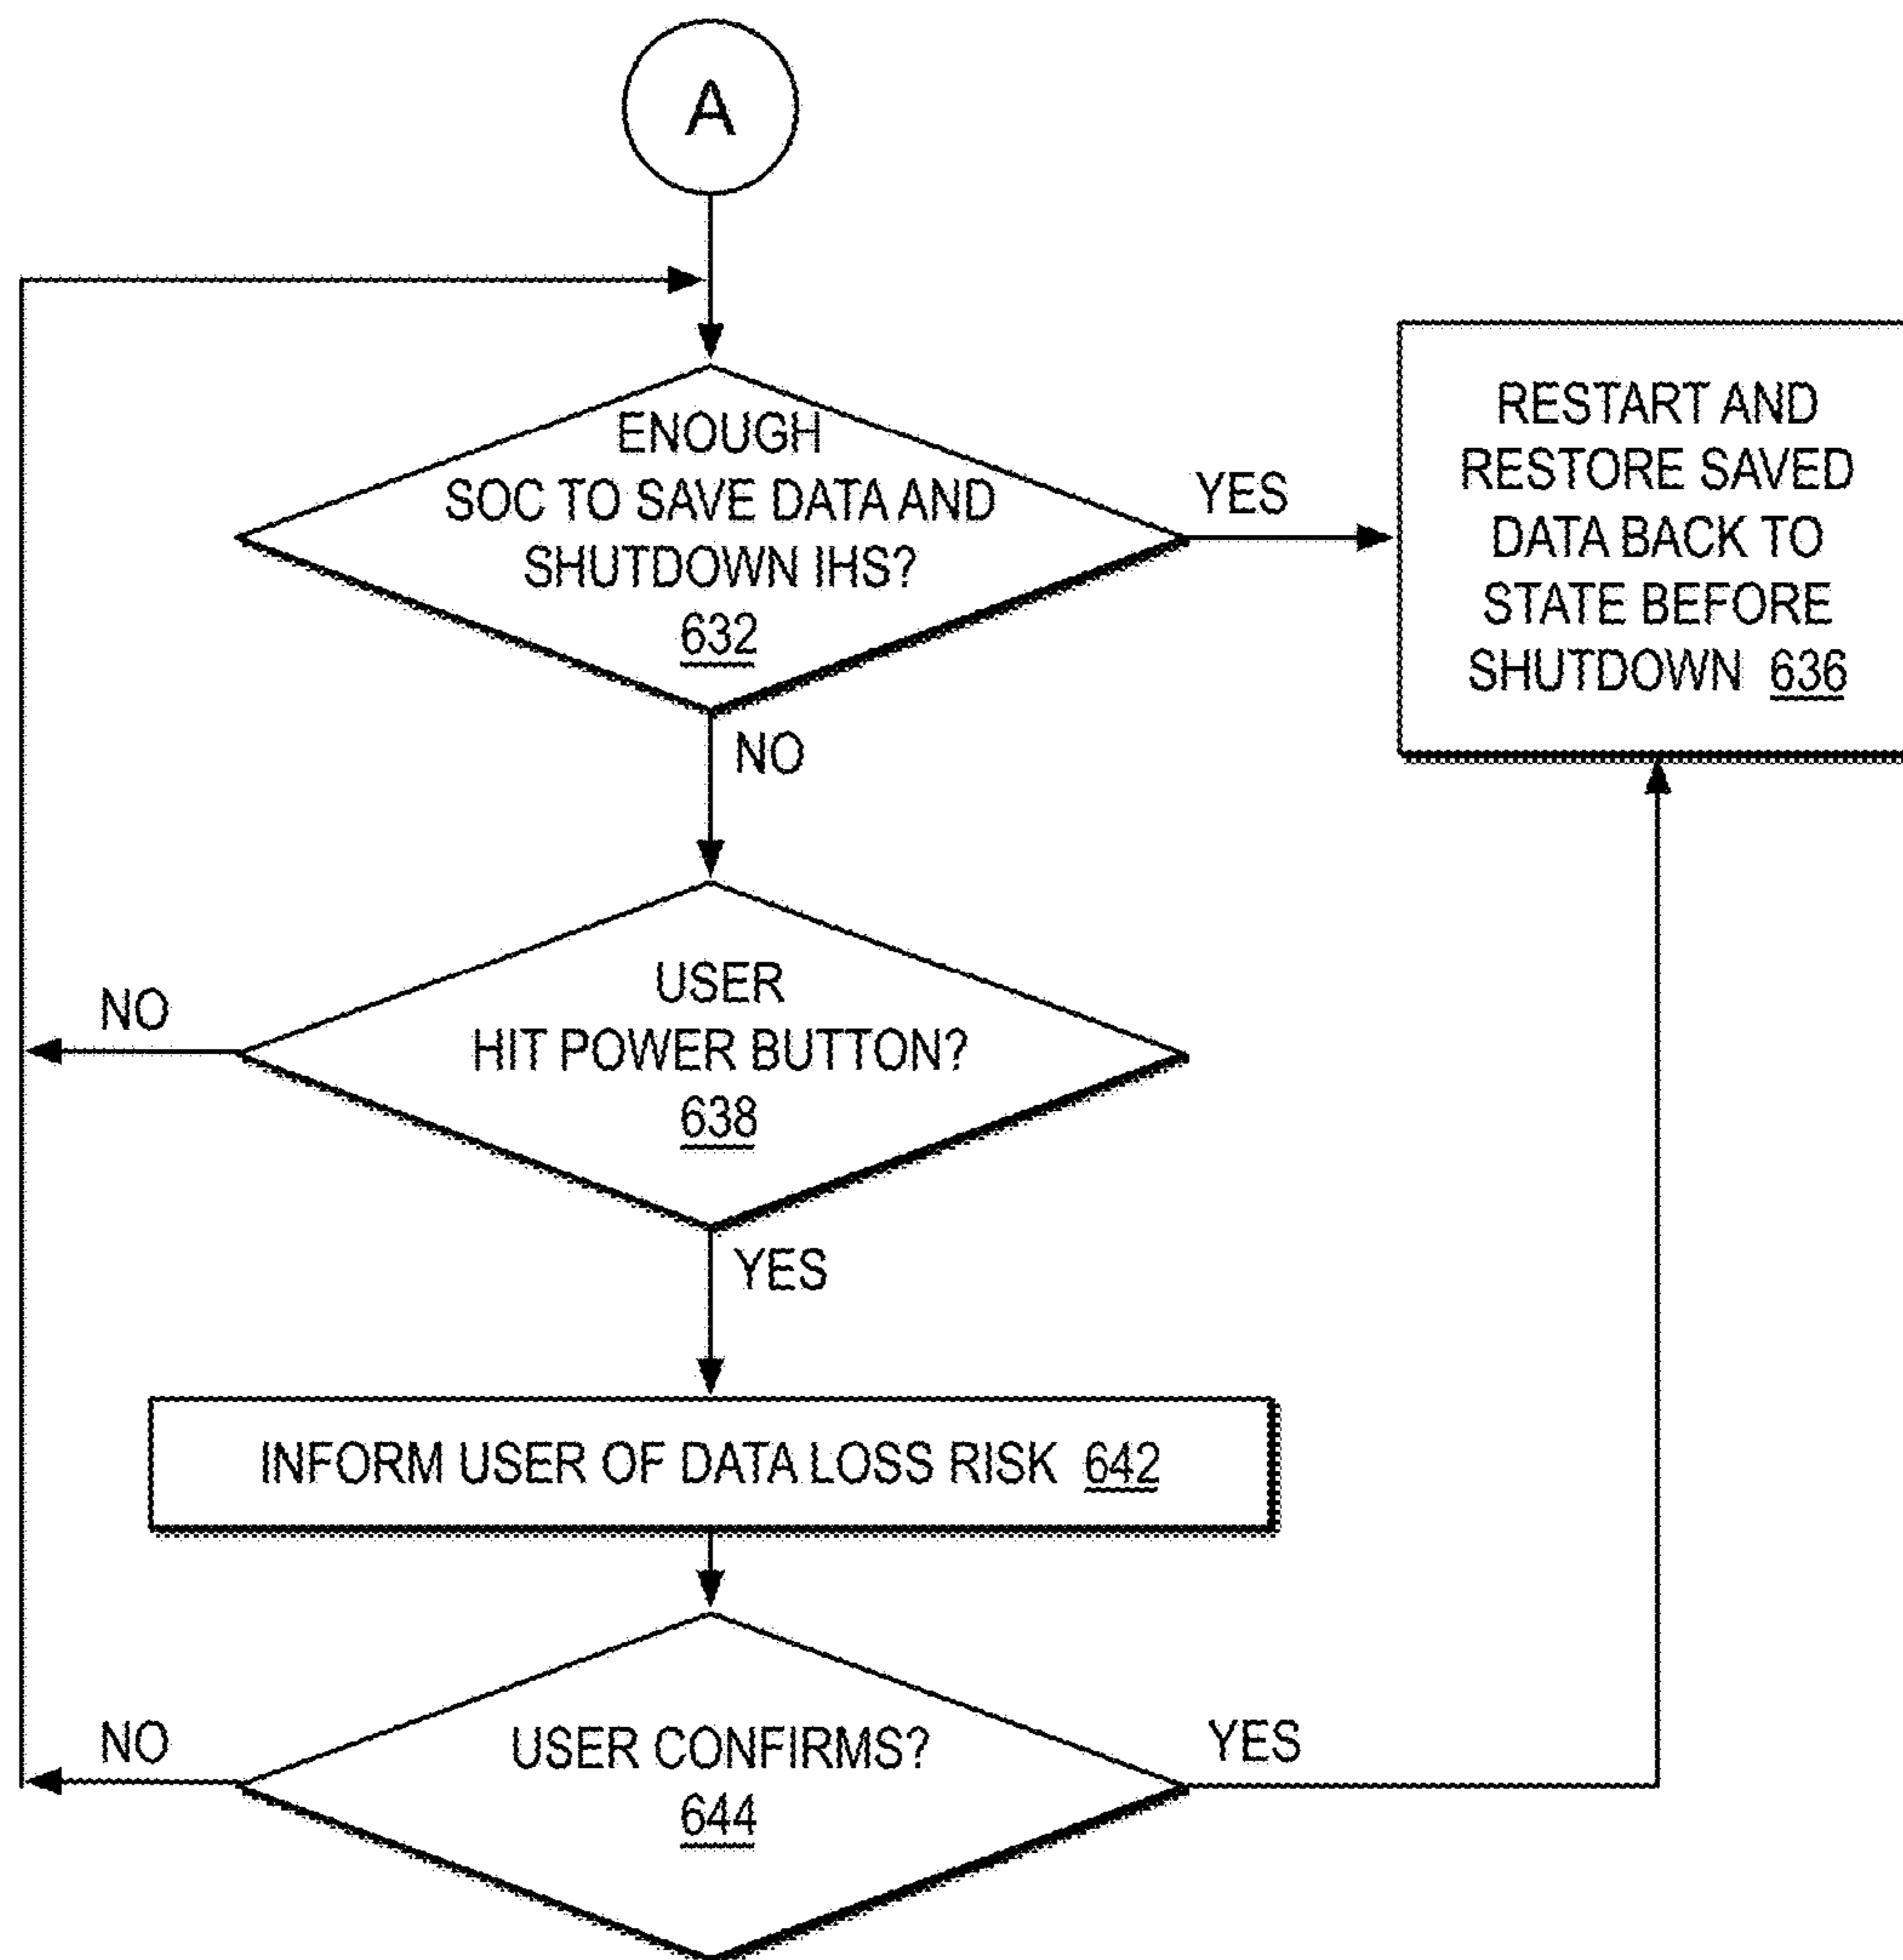 A
ENOUGH
SOC TO SAVE DATA AND
SHUTDOWN IHS?
632
YES
RESTART AND
RESTORE SAVED
DATA BACK TO
STATE BEFORE
SHUTDOWN 636
NO
USER
HIT POWER BUTTON?
638
NO
YES
INFORM USER OF DATA LOSS RISK 642
USER CONFIRMS?
644
NO
YES